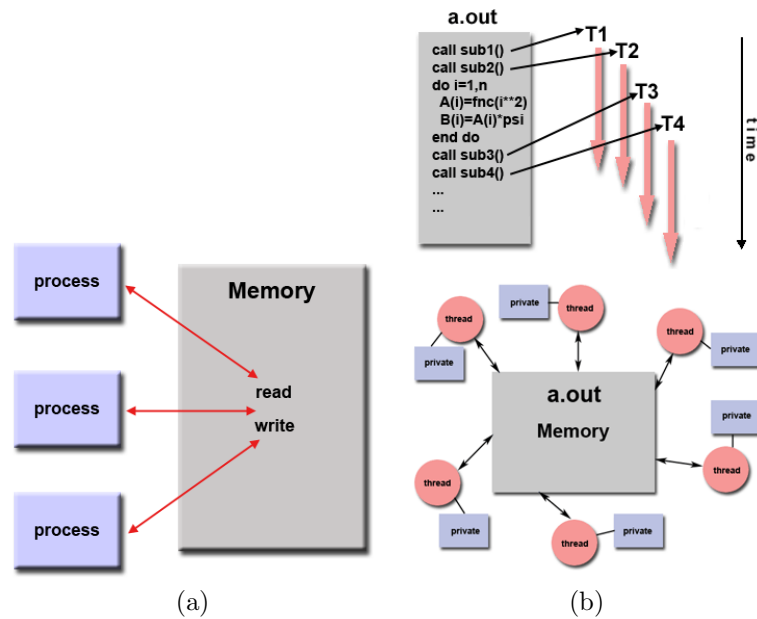 process
process
process
Memory
read
write
(a)
a.out
call sub1()
call sub2()
do i=1,n
A(i)=fnc(i**2)
B(i)=A(i)*psi
end do
call sub3()
call sub4()
...
...
T1
T2
T3
T4
time
private
thread
private
thread
thread
private
a.out
Memory
private
thread
thread
private
thread
private
(b)